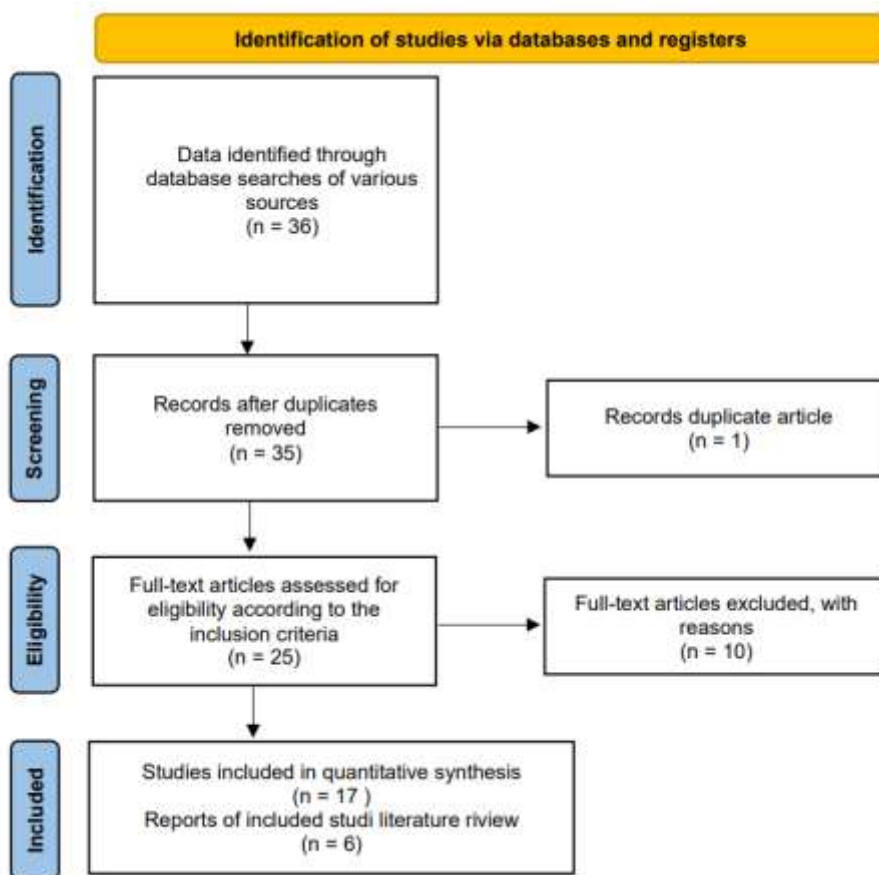 Identification of studies via databases and registers
Identification
Data identified through
database searches of various
sources
(n = 36)
Screening
Records after duplicates
removed
(n = 35)
Records duplicate article
(n = 1)
Eligibility
Full-text articles assessed for
eligibility according to the
inclusion criteria
(n = 25)
Full-text articles excluded, with
reasons
(n = 10)
Included
Studies included in quantitative synthesis
(n = 17 )
Reports of included studi literature riview
(n = 6)